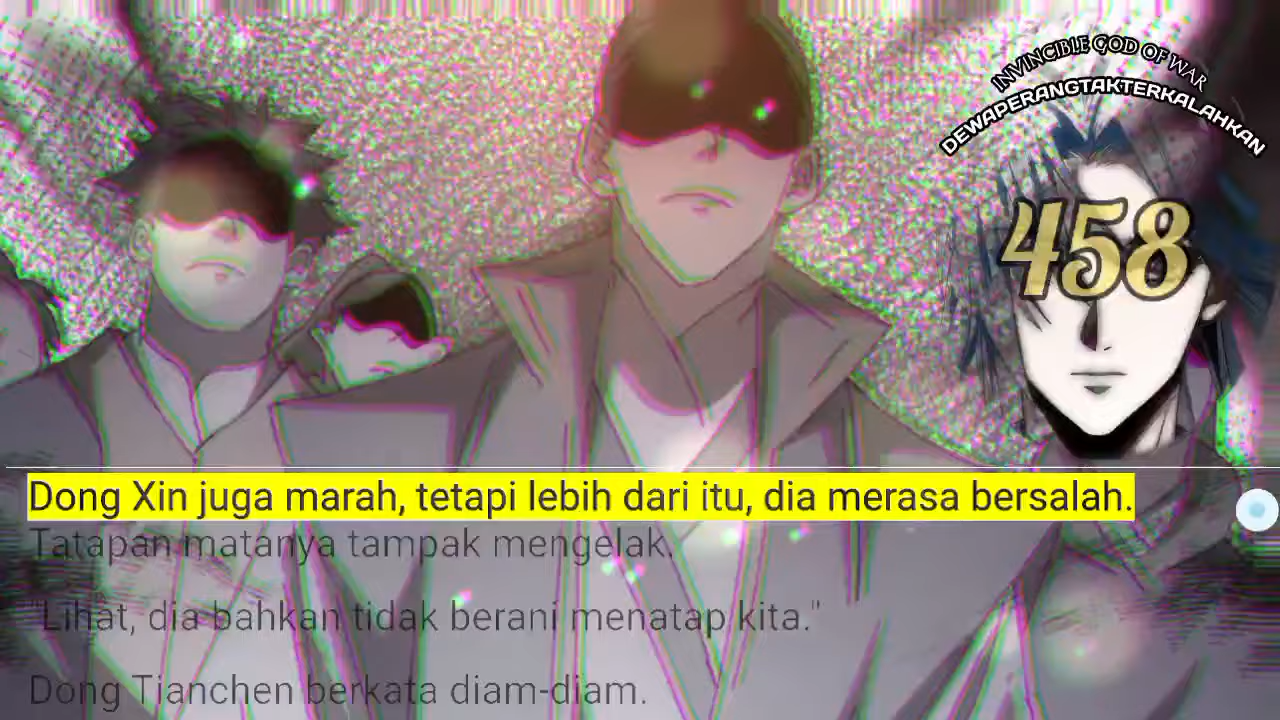 INVINCIBLE GOD OF WAR
DEWAPERANGTAKTERKALAHKAN
458
Dong Xin juga marah, tetapi lebih dari itu, dia merasa bersalah.
Tatapan matanya tampak mengelak.
"Lihat, dia bahkan tidak berani menatap kita."
Dong Tianchen berkata diam-diam.